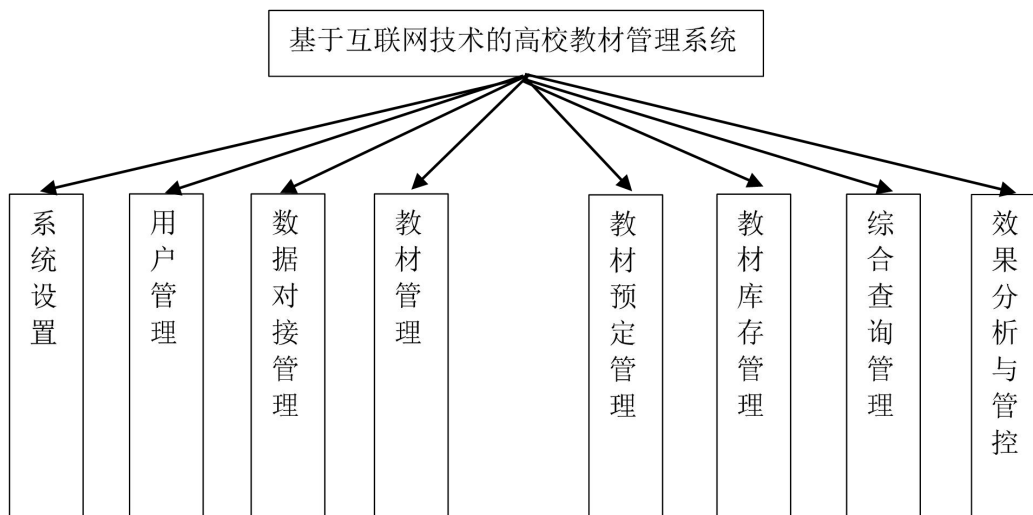 基于互联网技术的高校教材管理系统
系统设置
用户管理
数据对接管理
教材管理
教材预定管理
教材库存管理
综合查询管理
效果分析与管控